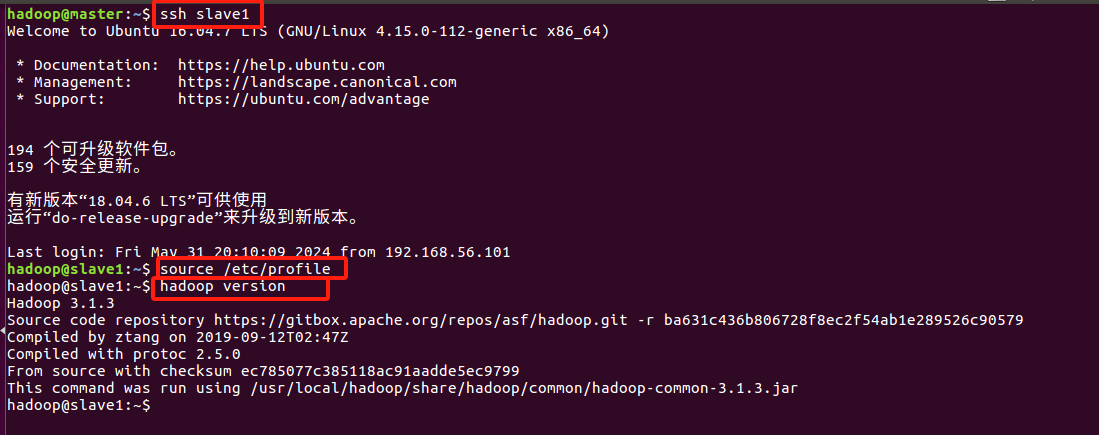 hadoop@master:~$ ssh slave1
Welcome to Ubuntu 16.04.7 LTS (GNU/Linux 4.15.0-112-generic x86_64)
* Documentation: https://help.ubuntu.com
* Management: https://landscape.canonical.com
* Support: https://ubuntu.com/advantage
194 个可升级软件包。
159 个安全更新。
有新版本“18.04.6 LTS”可供使用
运行“do-release-upgrade”来升级到新版本。
Last login: Fri May 31 20:10:09 2024 from 192.168.56.101
hadoop@slave1:~$ source /etc/profile
hadoop@slave1:~$ hadoop version
Hadoop 3.1.3
Source code repository https://gitbox.apache.org/repos/asf/hadoop.git -r ba631c436b806728f8ec2f54ab1e289526c90579
Compiled by ztang on 2019-09-12T02:47Z
Compiled with protoc 2.5.0
From source with checksum ec785077c385118ac91aadde5ec9799
This command was run using /usr/local/hadoop/share/hadoop/common/hadoop-common-3.1.3.jar
hadoop@slave1:~$